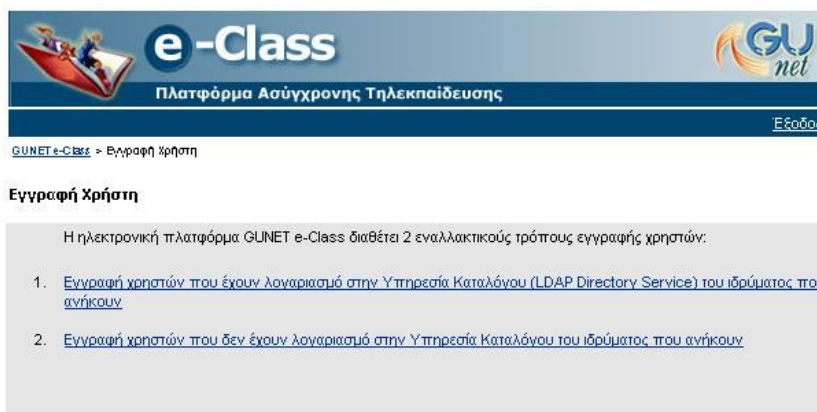 e-Class
GU
net
Πλατφόρμα Ασύγχρονης Τηλεκπαίδευσης
Έξοδος
GUNET e-Class > Εγγραφή Χρήστη
Εγγραφή Χρήστη
Η ηλεκτρονική πλατφόρμα GUNET e-Class διαθέτει 2 εναλλακτικούς τρόπους εγγραφής χρηστών:
1. Εγγραφή χρηστών που έχουν λογαριασμό στην Υπηρεσία Καταλόγου (LDAP Directory Service) του ιδρύματος πο
ανήκουν
2. Εγγραφή χρηστών που δεν έχουν λογαριασμό στην Υπηρεσία Καταλόγου του ιδρύματος που ανήκουν